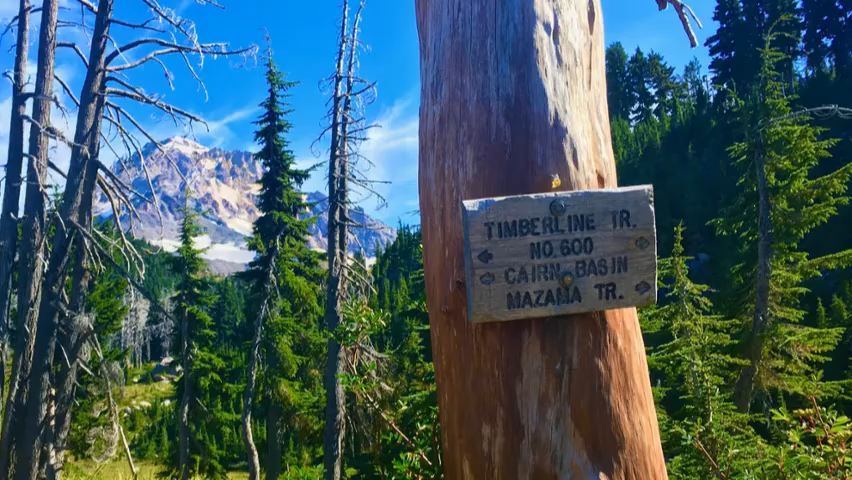 TIMBERLINE TR.
NO.600
CAIRN BASIN
MAZAMA TR.